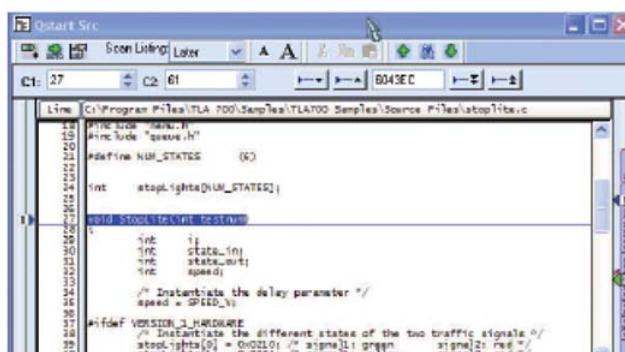 Qstart Src
Scan Listing: Later A A
C1: 27 C2: 61 6043EC
Line C:\Program Files\TLA 700\Samples\TLA700 Samples\Source Files\stoplite.c
18 #include "menu.h"
19 #include "queue.h"
20
21 #define NUM_STATES (6)
22
23
24 int stopLights[NUM_STATES];
25
26
1 27 void StopLite(int testnum)
28 {
29 int i;
30 int state_in;
31 int state_out;
32 int speed;
33
34 /* Instantiate the delay parameter */
35 speed = SPEED_
36
37 #ifdef VERSION_1_HARDWARE
38 /* Instantiate the different states of the two traffic signals */
39 stopLights[0] = 0x0210; /* signal1: green signal2: red */